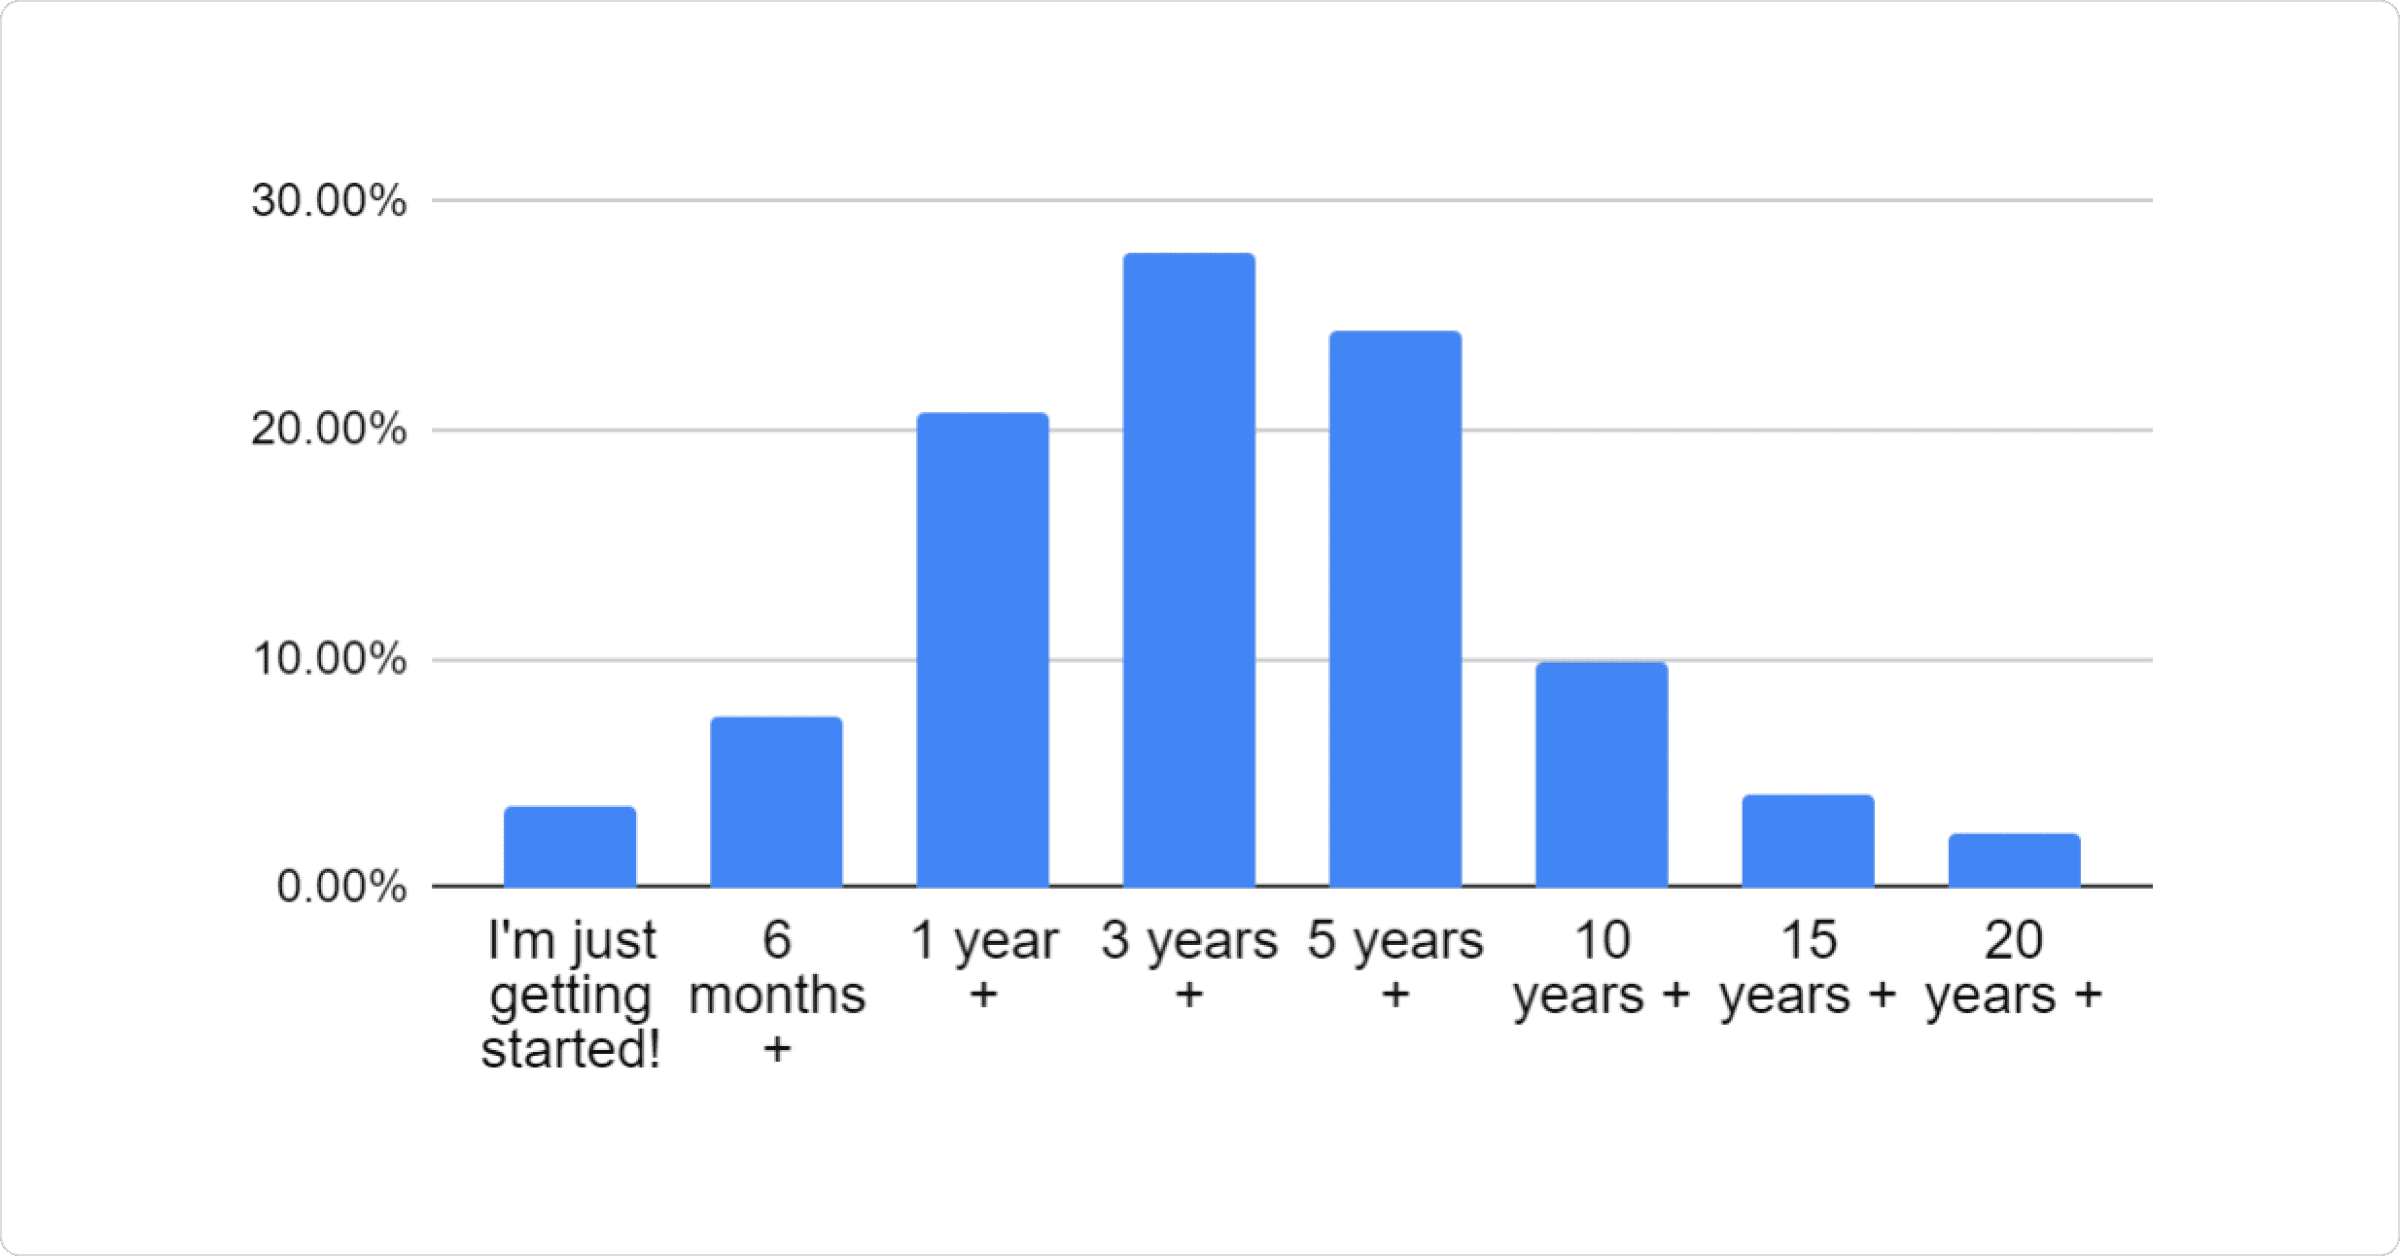 30.00%
20.00%
10.00%
0.00%
I'm just
getting
started!
6
months
+
1 year
+
3 years
+
5 years
+
10
years +
15
years +
20
years +